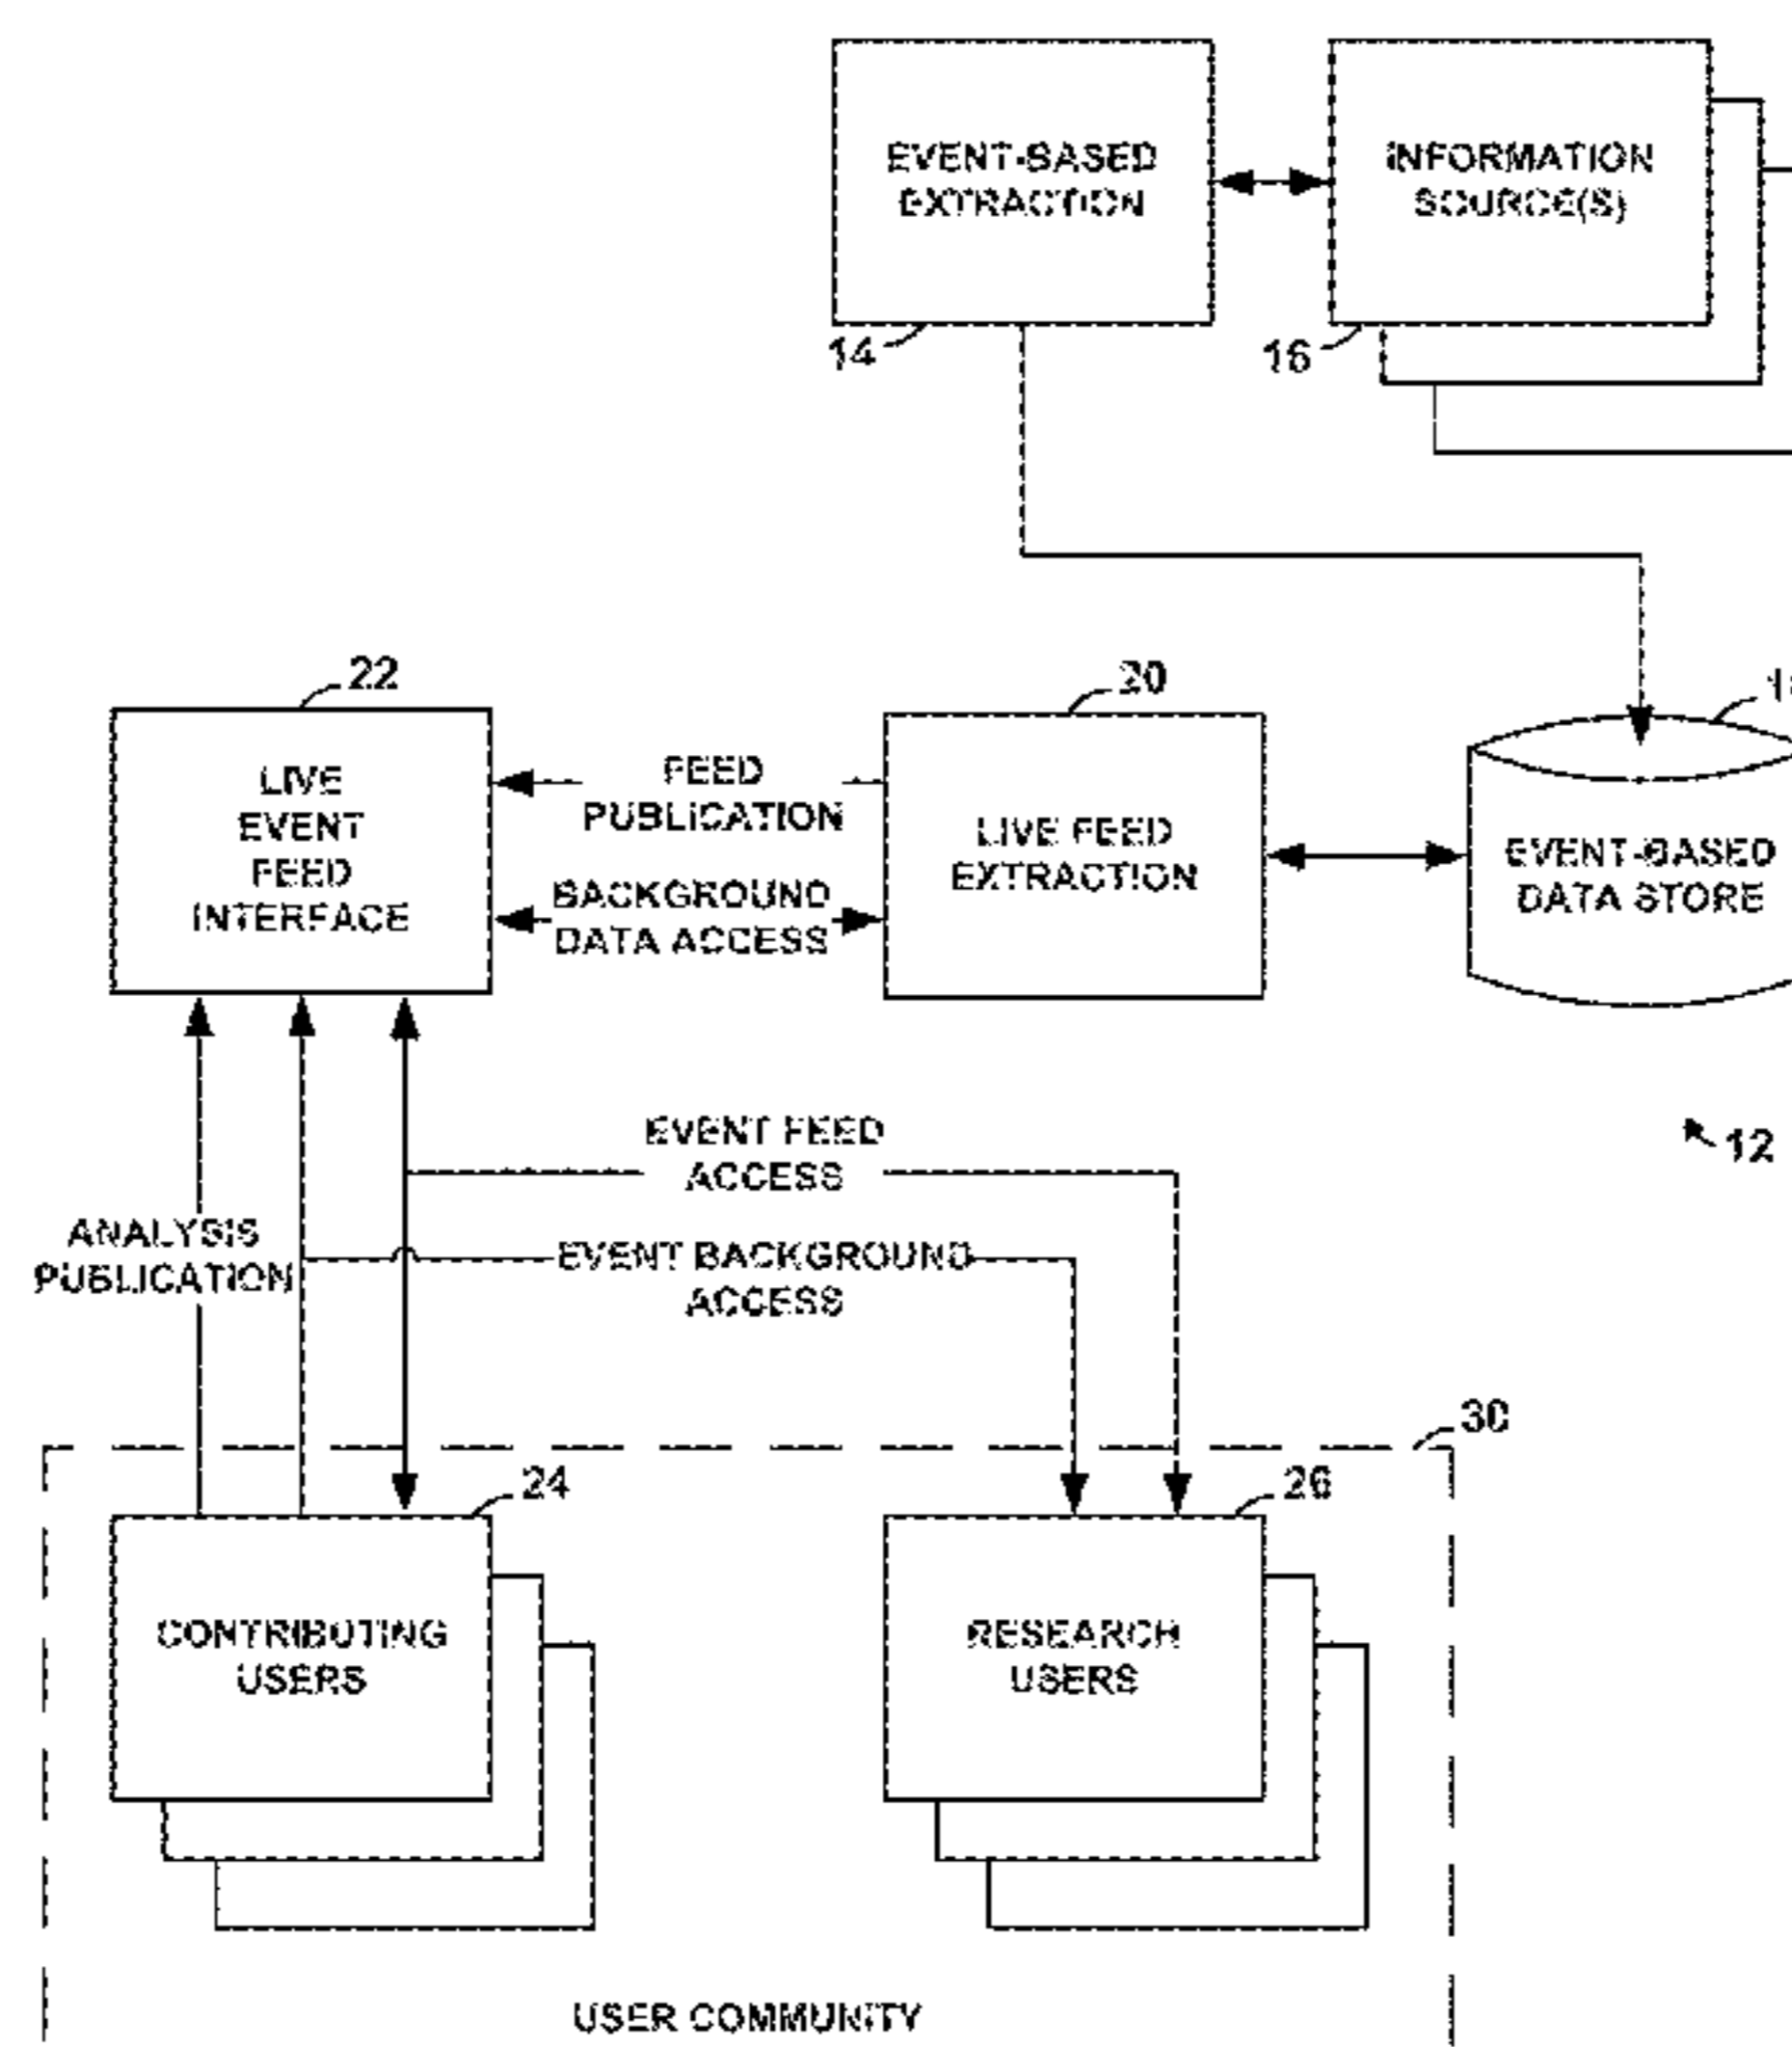 EVENT-BASED
EXTRACTION
INFORMATION
SOURCE(S)
14
16
22
20
LIVE
EVENT
FEED
INTERFACE
FEED
PUBLICATION
BACKGROUND
DATA ACCESS
LIVE FEED
EXTRACTION
EVENT-BASED
DATA STORE
12
EVENT FEED
ACCESS
ANALYSIS
PUBLICATION
EVENT BACKGROUND
ACCESS
30
24
26
CONTRIBUTING
USERS
RESEARCH
USERS
USER COMMUNITY